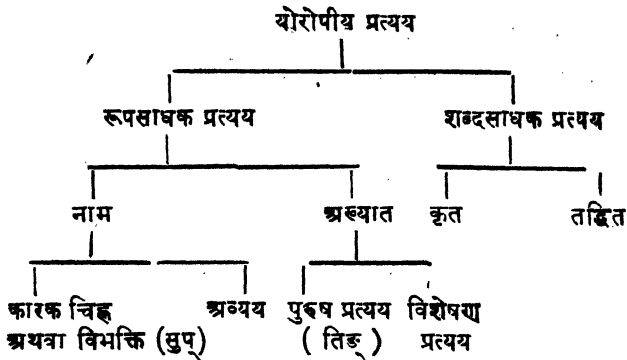 योरोपीय प्रत्यय
रूपसाधक प्रत्यय शब्दसाधक प्रत्यय
नाम अख्यात कृत तद्धित
कारक चिह्न अव्यय पुरुष प्रत्यय विशेषण
अथवा विभक्ति (सुप्) ( तिङ् ) प्रत्यय